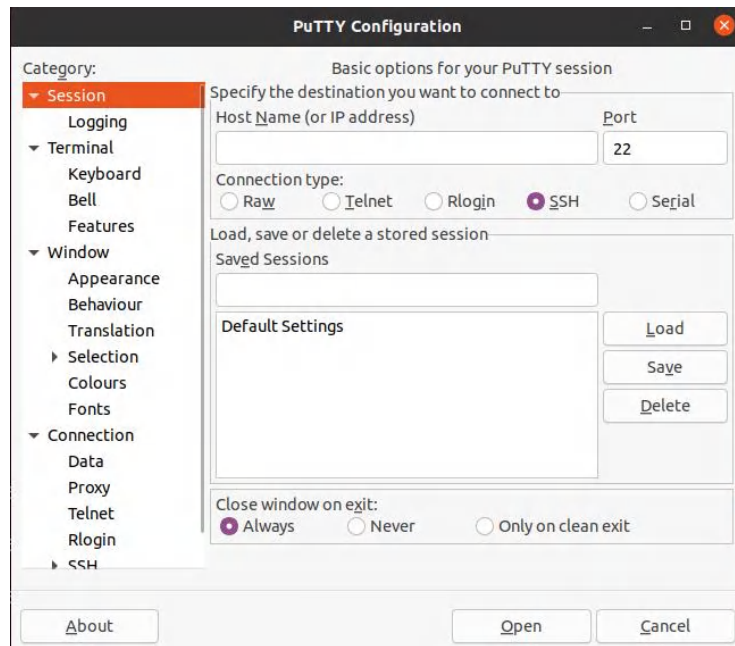 PuTTY Configuration
Category:
Session
Logging
Terminal
Keyboard
Bell
Features
Window
Appearance
Behaviour
Translation
Selection
Colours
Fonts
Connection
Data
Proxy
Telnet
Rlogin
SSH
Basic options for your PuTTY session
Specify the destination you want to connect to
Host Name (or IP address) Port
22
Connection type:
Raw Telnet Rlogin SSH Serial
Load, save or delete a stored session
Saved Sessions
Default Settings
Load
Save
Delete
Close window on exit:
Always Never Only on clean exit
About Open Cancel